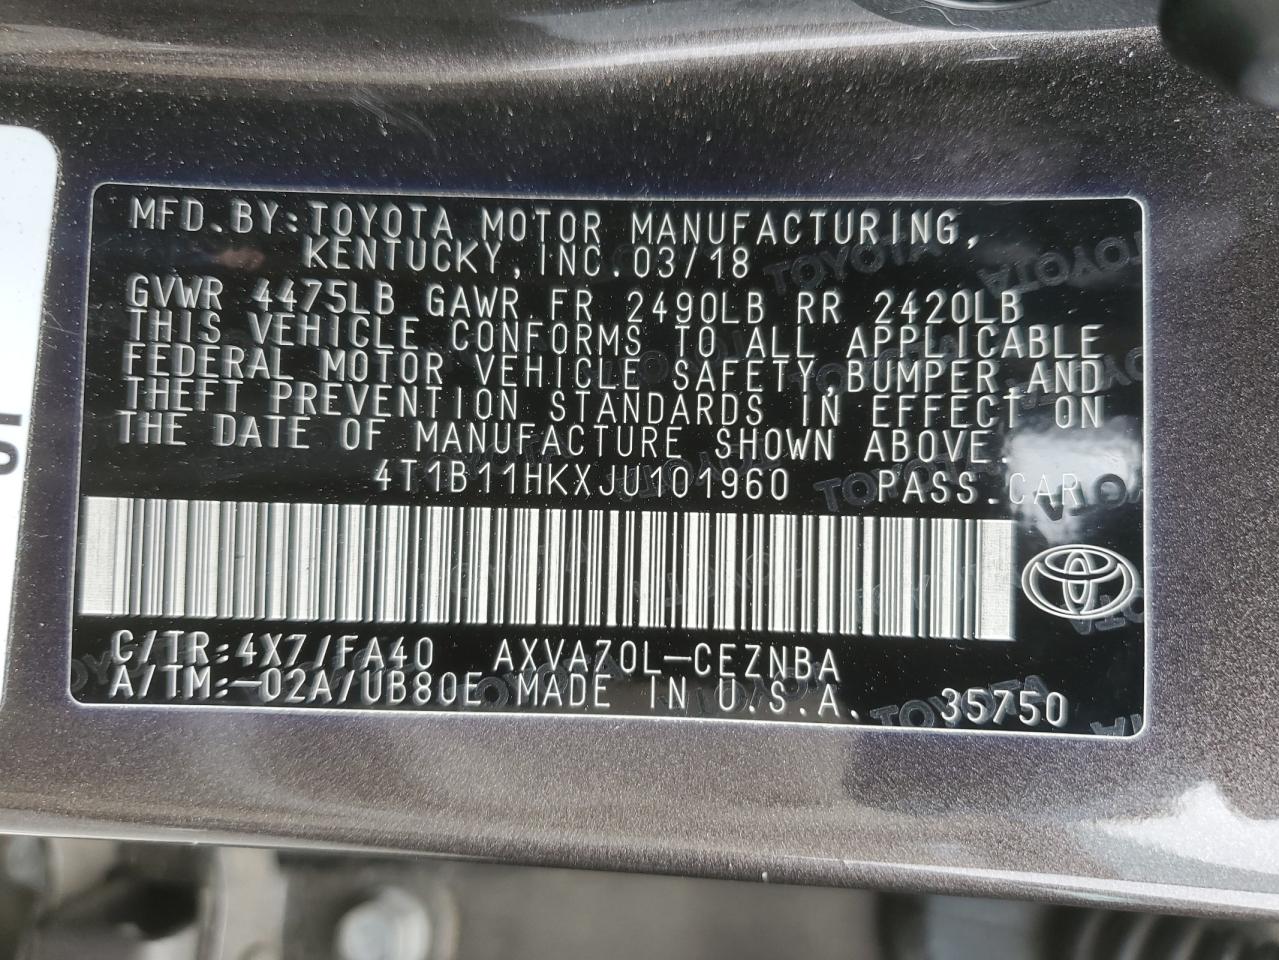 MFD.BY:TOYOTA MOTOR MANUFACTURING,
KENTUCKY,INC.03/18
GVWR 4475LB GAWR FR 2490LB RR 2420LB
THIS VEHICLE CONFORMS TO ALL APPLICABLE
FEDERAL MOTOR VEHICLE SAFETY,BUMPER,AND
THEFT PREVENTION STANDARDS IN EFFECT ON
THE DATE OF MANUFACTURE SHOWN ABOVE.
4T1B11HKXJU101960 PASS.CAR
C/TR:4X7/FA40 AXVA70L-CEZNBA
A/TM:-02A/UB80E MADE IN U.S.A. 35750